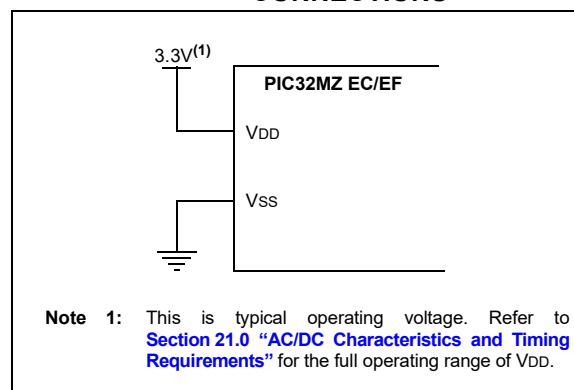 CONNECTIONS
3.3V(1)
PIC32MZ EC/EF
VDD
VSS
Note 1: This is typical operating voltage. Refer to
Section 21.0 “AC/DC Characteristics and Timing
Requirements” for the full operating range of VDD.